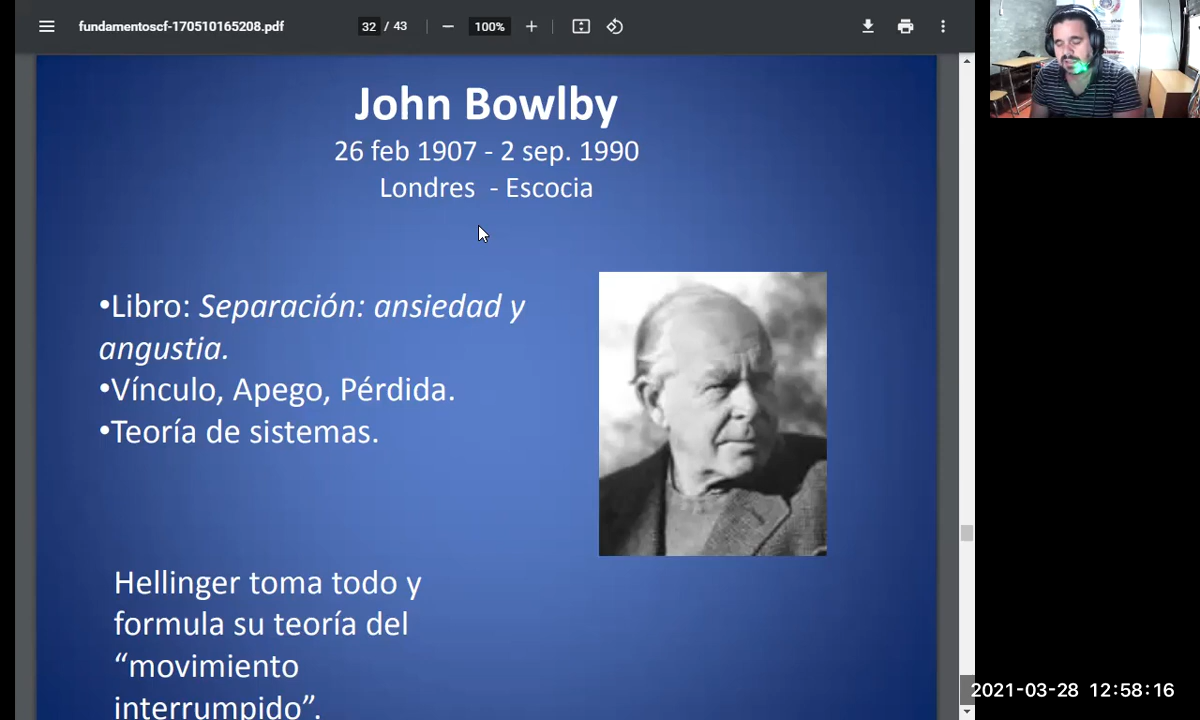 fundamentoscf-170510165208.pdf
32 / 43
100%
John Bowlby
26 feb 1907 - 2 sep. 1990
Londres - Escocia
•Libro: Separación: ansiedad y
angustia.
•Vínculo, Apego, Pérdida.
•Teoría de sistemas.
Hellinger toma todo y
formula su teoría del
“movimiento
interrumpido”.
2021-03-28 12:58:16